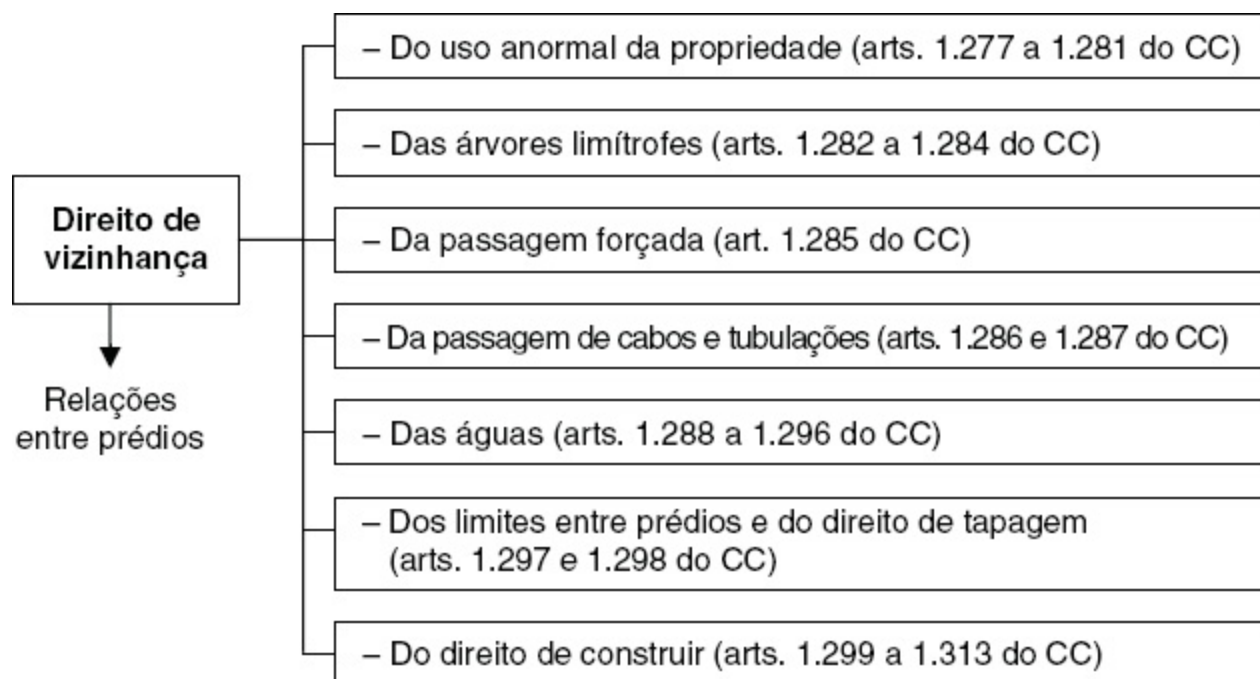 Direito de
vizinhança
Relações
entre prédios
– Do uso anormal da propriedade (arts. 1.277 a 1.281 do CC)
– Das árvores limítrofes (arts. 1.282 a 1.284 do CC)
– Da passagem forçada (art. 1.285 do CC)
– Da passagem de cabos e tubulações (arts. 1.286 e 1.287 do CC)
– Das águas (arts. 1.288 a 1.296 do CC)
– Dos limites entre prédios e do direito de tapagem
(arts. 1.297 e 1.298 do CC)
– Do direito de construir (arts. 1.299 a 1.313 do CC)